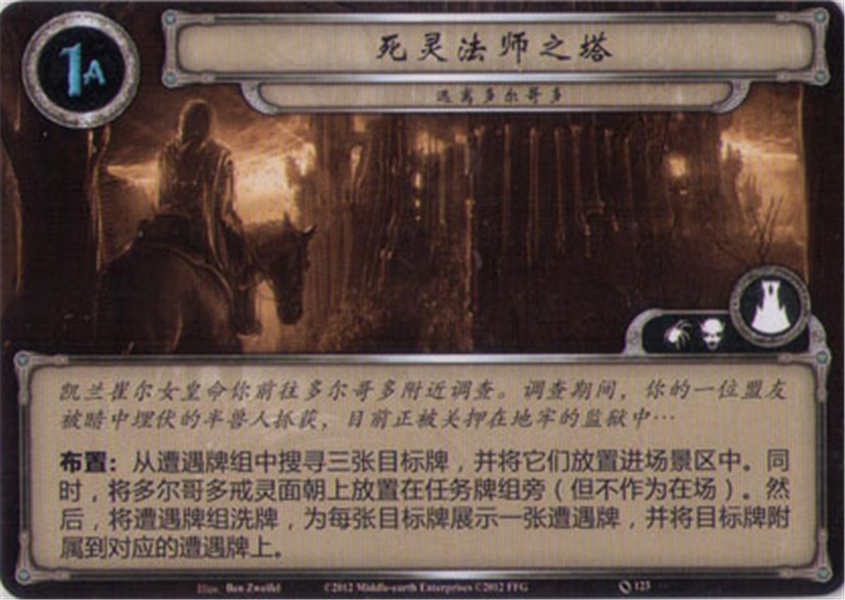 1A
死灵法师之塔
逃离多尔哥多
凯兰崔尔女皇命你前往多尔哥多附近调查。调查期间，你的一位盟友
被暗中埋伏的半兽人抓获，目前正被关押在地牢的监狱中…
布置：从遭遇牌组中搜寻三张目标牌，并将它们放置进场景区中。同
时，将多尔哥多戒灵面朝上放置在任务牌组旁（但不作为在场）。然
后，将遭遇牌组洗牌，为每张目标牌展示一张遭遇牌，并将目标牌附
属到对应的遭遇牌上。
Illus. Ben Zweifel ©2012 Middle-earth Enterprises ©2012 FFG 123